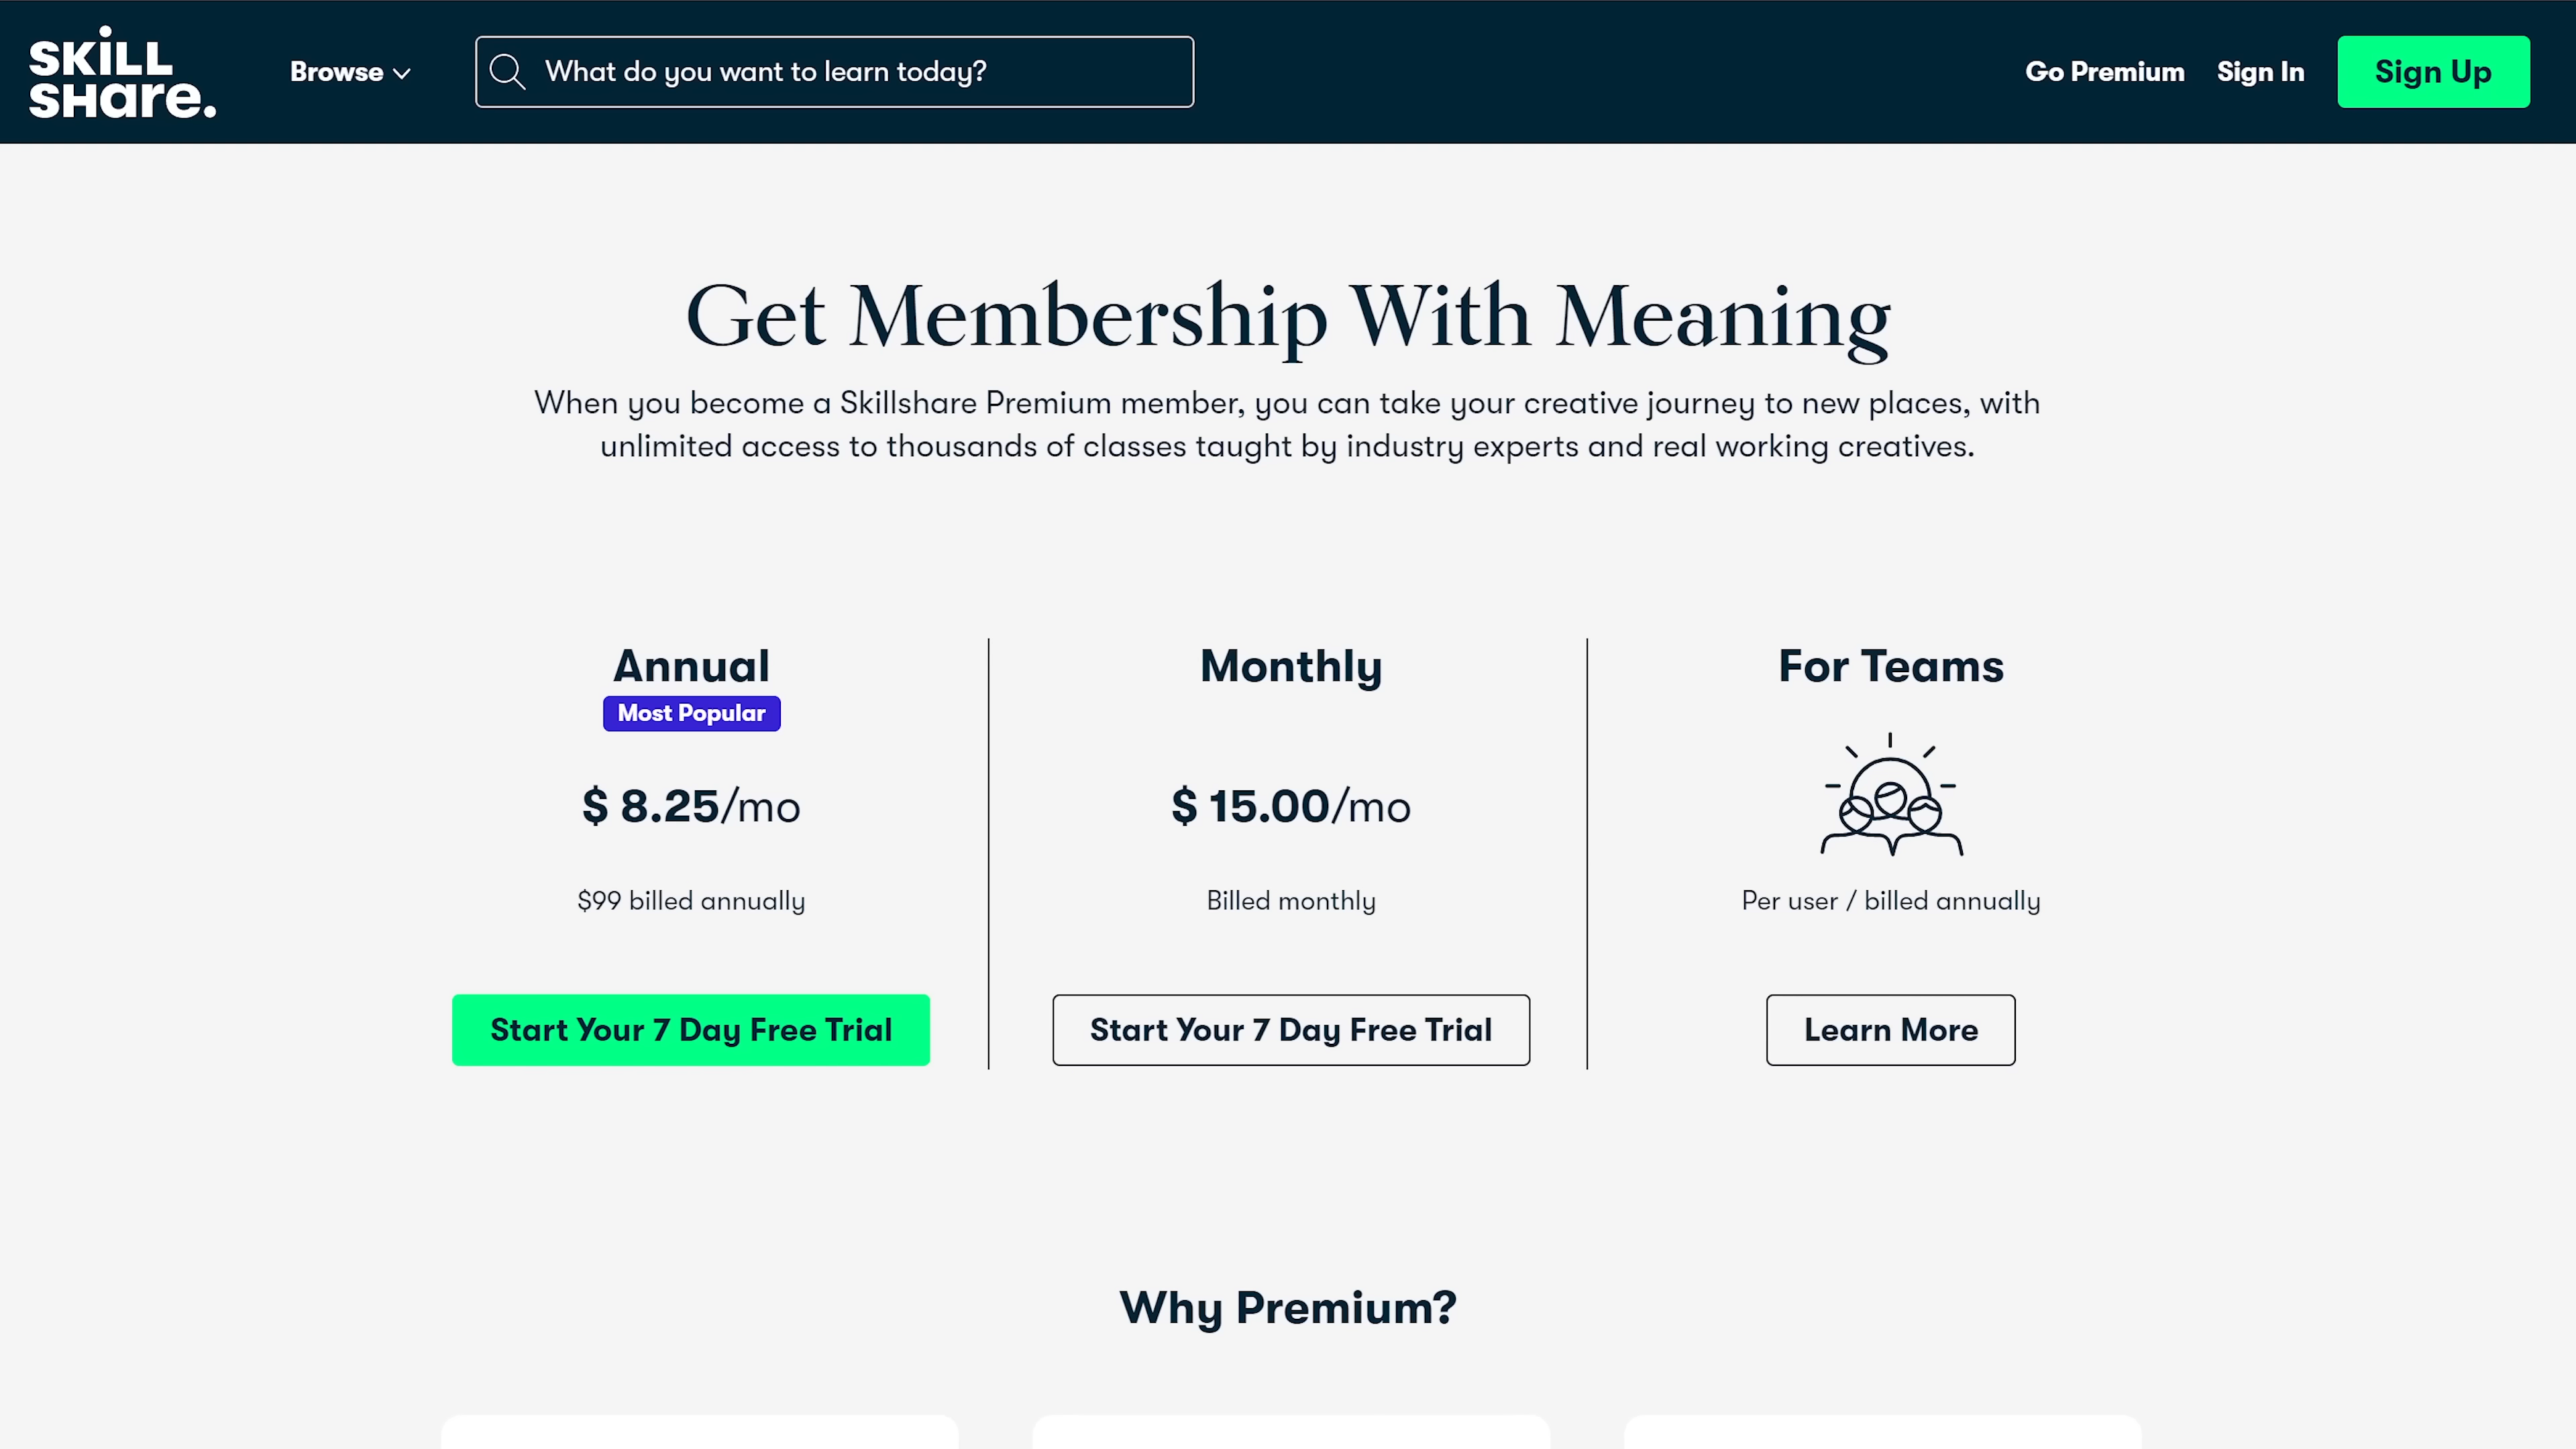 SKiLL
SHare.
Browse
What do you want to learn today?
Go Premium
Sign In
Sign Up
Get Membership With Meaning
When you become a Skillshare Premium member, you can take your creative journey to new places, with
unlimited access to thousands of classes taught by industry experts and real working creatives.
Annual
Most Popular
$ 8.25/mo
$99 billed annually
Start Your 7 Day Free Trial
Monthly
$ 15.00/mo
Billed monthly
Start Your 7 Day Free Trial
For Teams
Per user / billed annually
Learn More
Why Premium?